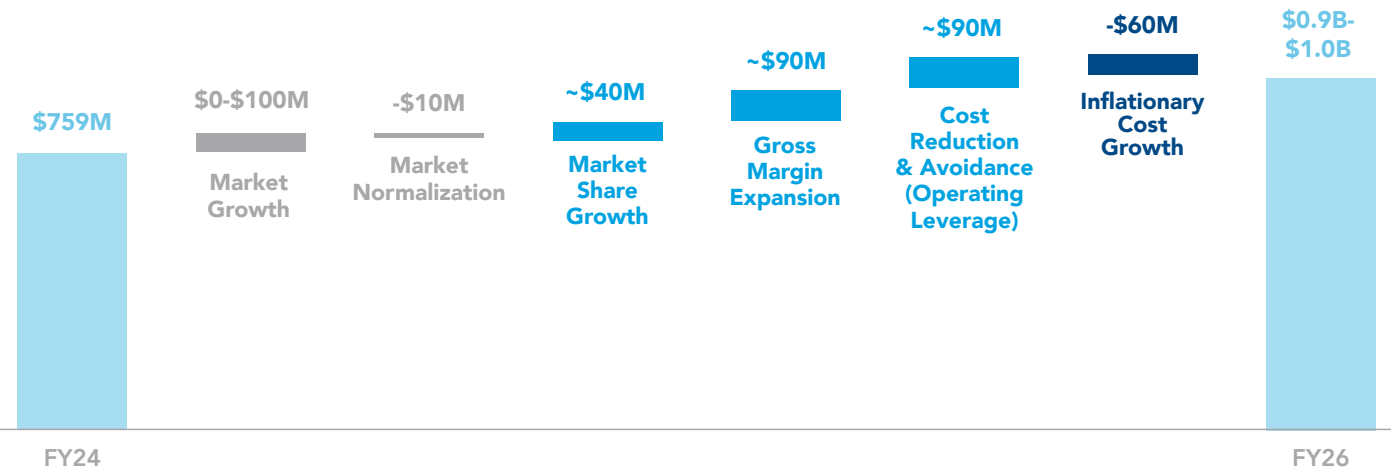 $759M
FY24
$0-$100M
Market
Growth
-$10M
Market
Normalization
~$40M
Market
Share
Growth
~$90M
Gross
Margin
Expansion
~$90M
Cost
Reduction
& Avoidance
(Operating
Leverage)
-$60M
Inflationary
Cost
Growth
$0.9B-
$1.0B
FY26